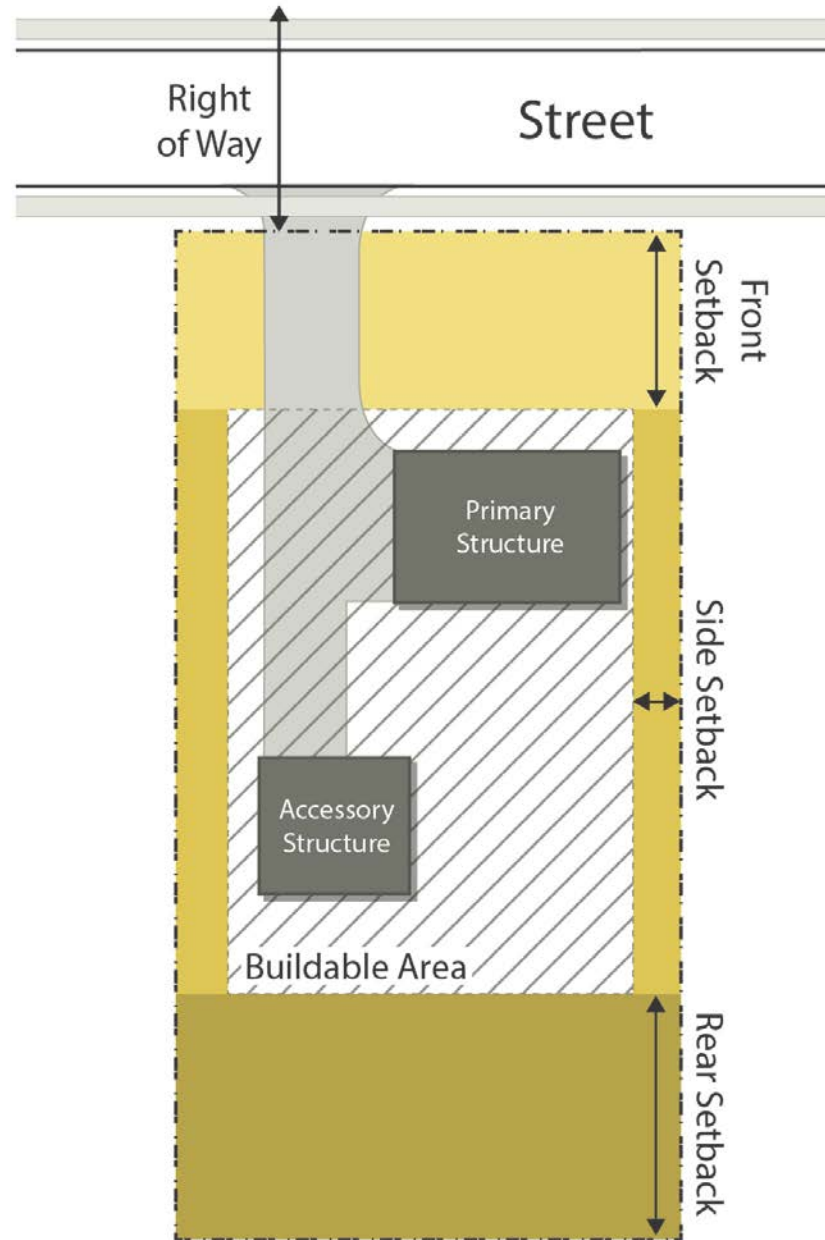 Right
of Way
Street
Front
Setback
Primary
Structure
Side Setback
Accessory
Structure
Buildable Area
Rear Setback